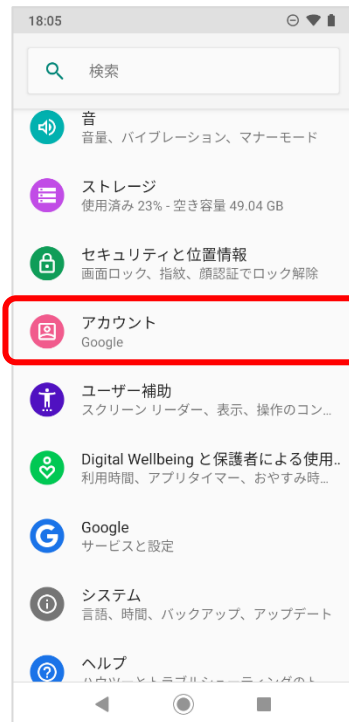 18:05
検索
音
音量、バイブレーション、マナーモード
ストレージ
使用済み 23% - 空き容量 49.04 GB
セキュリティと位置情報
画面ロック、指紋、顔認証でロック解除
アカウント
Google
ユーザー補助
スクリーン リーダー、表示、操作のコン...
Digital Wellbeing と保護者による使用..
利用時間、アプリタイマー、おやすみ時...
Google
サービスと設定
システム
言語、時間、バックアップ、アップデート
ヘルプ